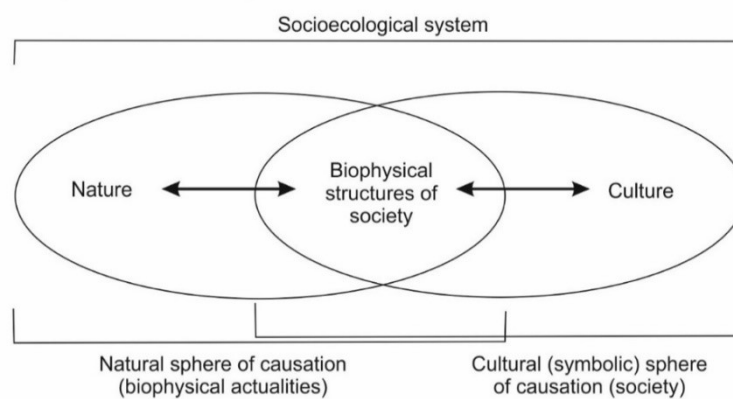 Socioecological system
Nature
Biophysical
structures of
society
Culture
Natural sphere of causation
(biophysical actualities)
Cultural (symbolic) sphere
of causation (society)